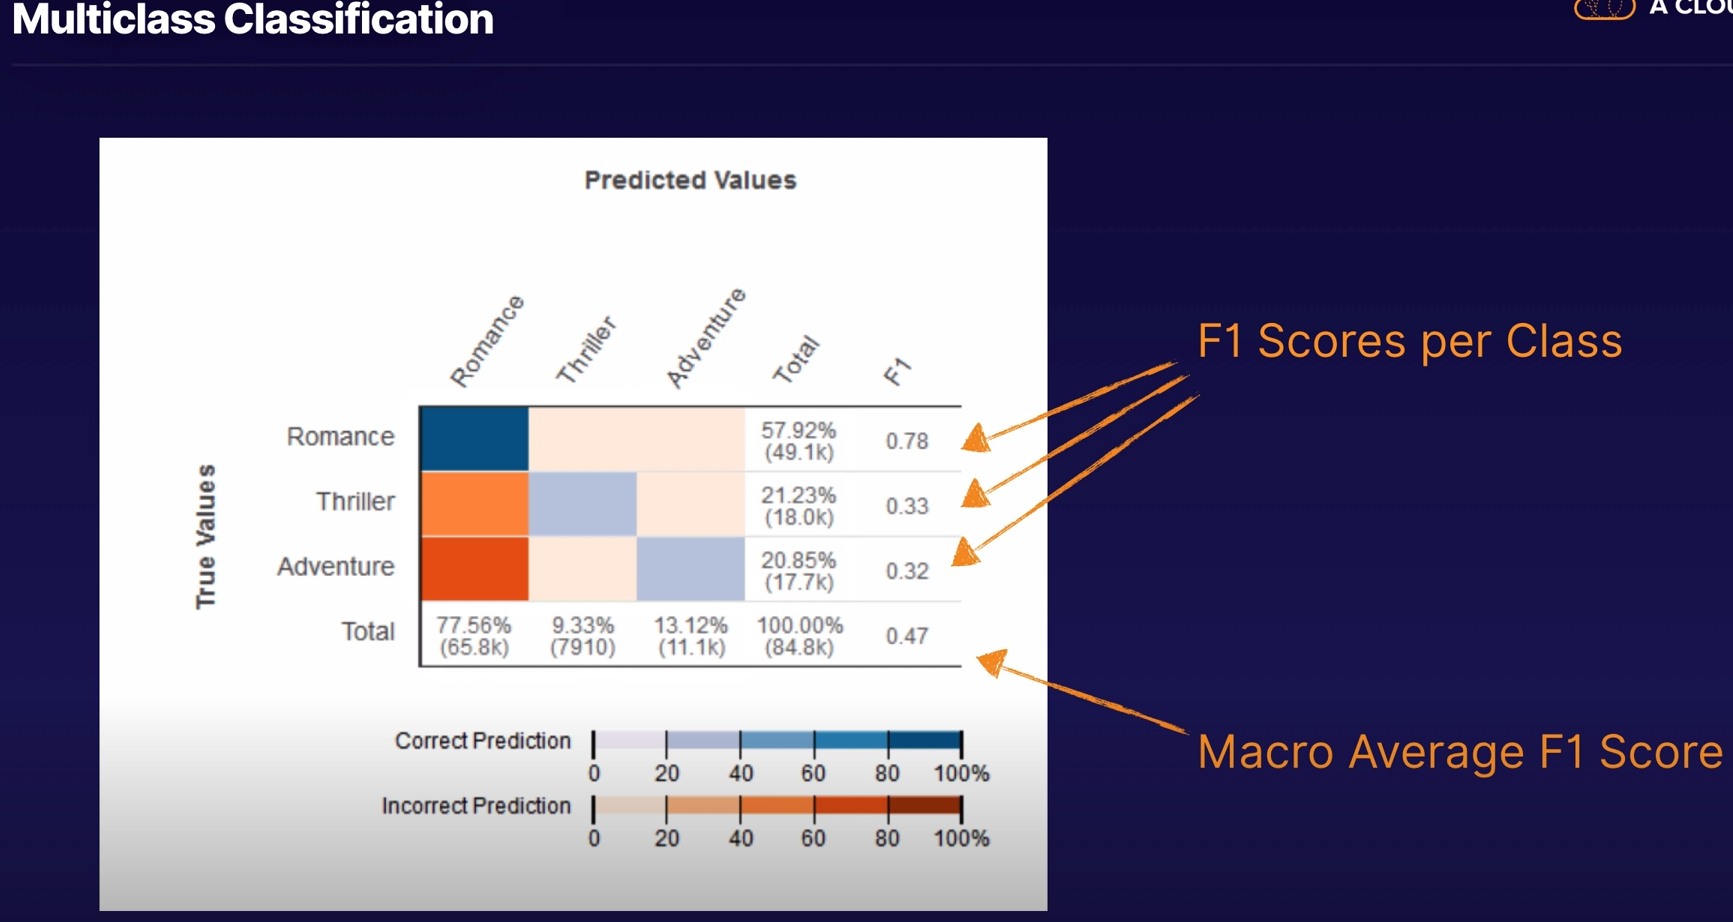 Multiclass Classification
A CLOU
Predicted Values
Romance
Thriller
Adventure
Total
F1
True Values
Romance
57.92%
(49.1k)
0.78
Thriller
21.23%
(18.0k)
0.33
Adventure
20.85%
(17.7k)
0.32
Total
77.56%
(65.8k)
9.33%
(7910)
13.12%
(11.1k)
100.00%
(84.8k)
0.47
Correct Prediction
0 20 40 60 80 100%
Incorrect Prediction
0 20 40 60 80 100%
F1 Scores per Class
Macro Average F1 Score